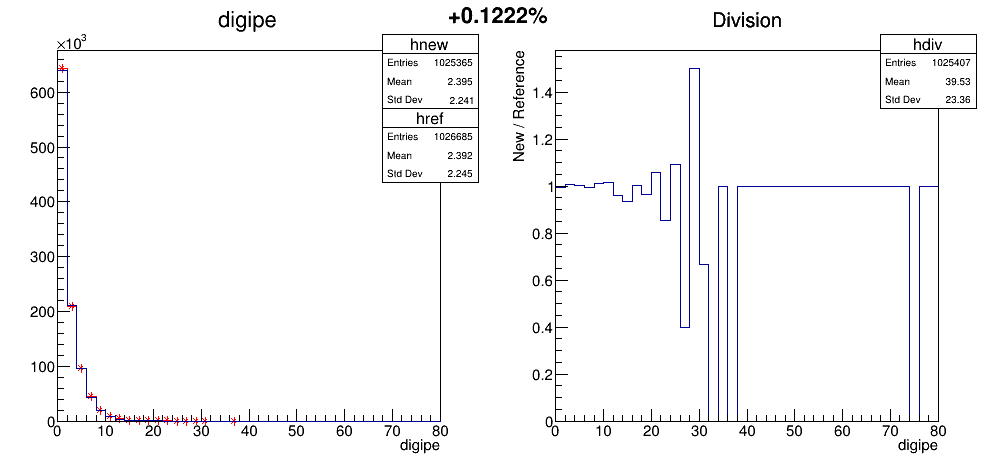 +0.1222%
digipe
×10³
hnew
Entries 1025365
Mean 2.395
Std Dev 2.241
href
Entries 1026685
Mean 2.392
Std Dev 2.245
600
500
400
300
200
100
0
0 10 20 30 40 50 60 70 80
digipe
Division
hdiv
Entries 1025407
Mean 39.53
Std Dev 23.36
New / Reference
1.4
1.2
1
0.8
0.6
0.4
0.2
0
0 10 20 30 40 50 60 70 80
digipe